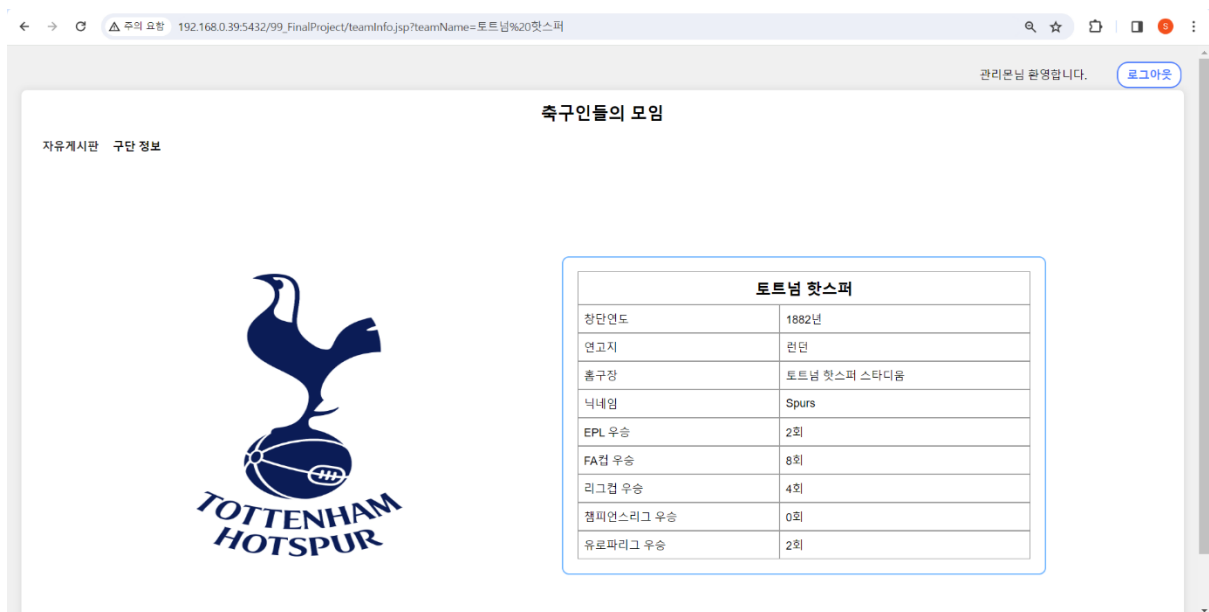 주의 요함 192.168.0.39:5432/99_FinalProject/teamInfo.jsp?teamName=토트넘%20핫스퍼
S
관리몬님 환영합니다. 로그아웃
축구인들의 모임
자유게시판 구단 정보
TOTTENHAM
HOTSPUR
토트넘 핫스퍼
창단연도 1882년
연고지 런던
홈구장 토트넘 핫스퍼 스타디움
닉네임 Spurs
EPL 우승 2회
FA컵 우승 8회
리그컵 우승 4회
챔피언스리그 우승 0회
유로파리그 우승 2회